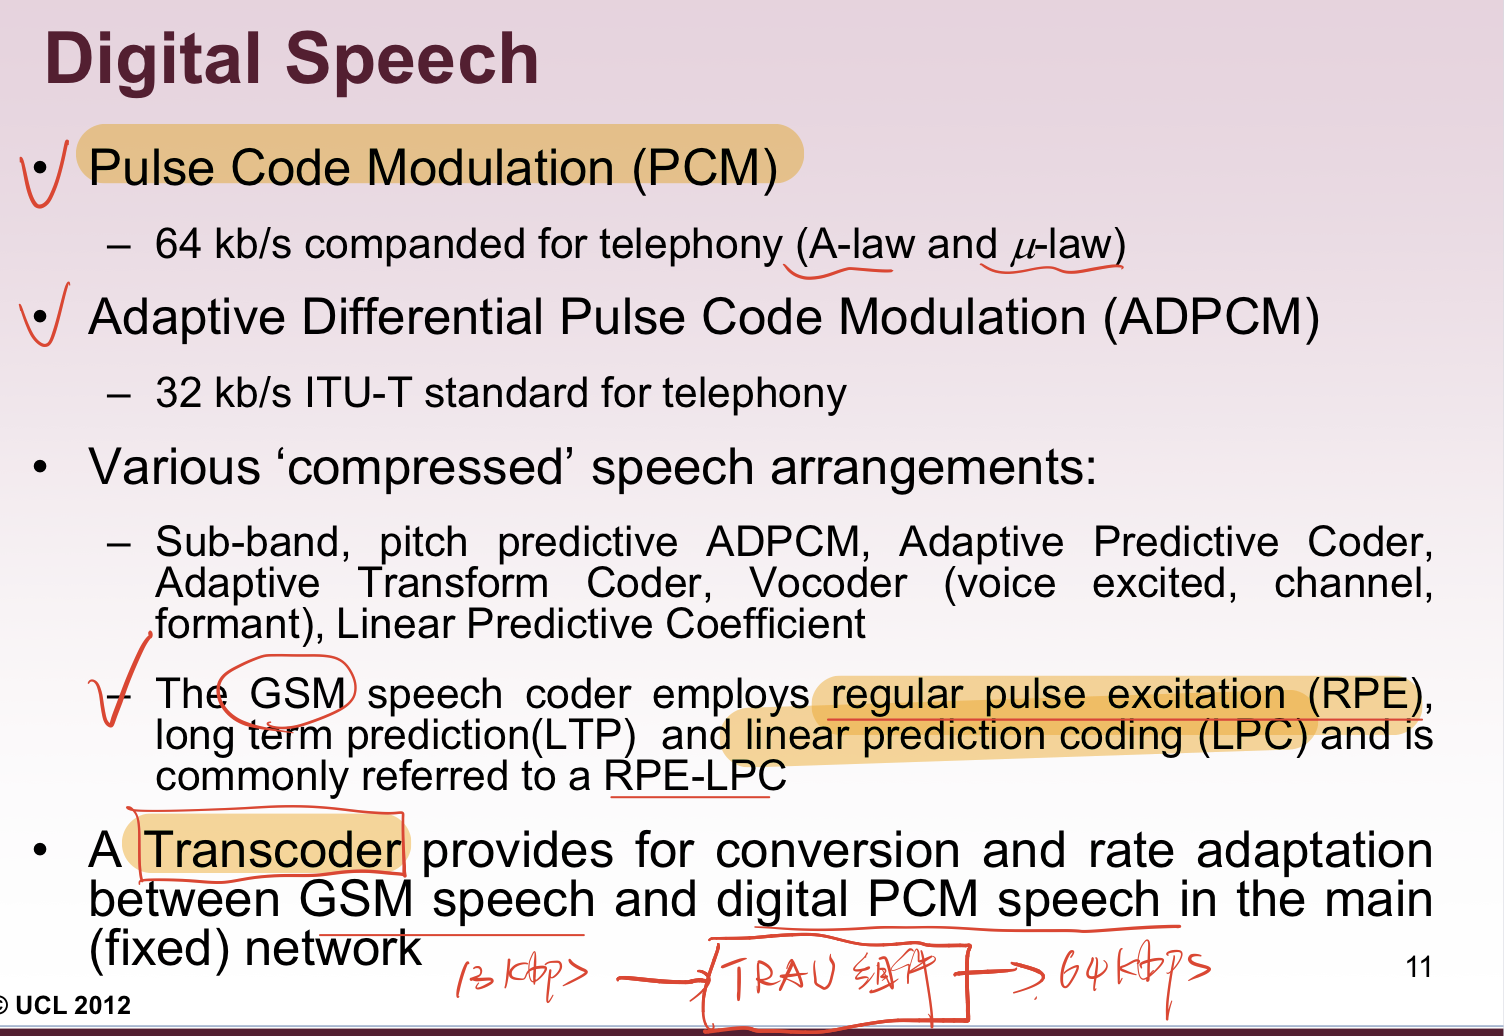 Digital Speech
• Pulse Code Modulation (PCM)
– 64 kb/s companded for telephony (A-law and μ-law)
• Adaptive Differential Pulse Code Modulation (ADPCM)
– 32 kb/s ITU-T standard for telephony
• Various ‘compressed’ speech arrangements:
– Sub-band, pitch predictive ADPCM, Adaptive Predictive Coder,
Adaptive Transform Coder, Vocoder (voice excited, channel,
formant), Linear Predictive Coefficient
– The GSM speech coder employs regular pulse excitation (RPE),
long term prediction(LTP) and linear prediction coding (LPC) and is
commonly referred to a RPE-LPC
• A Transcoder provides for conversion and rate adaptation
between GSM speech and digital PCM speech in the main
(fixed) network
13 kbps → TRAU 组件 → 64 kbps
11
© UCL 2012